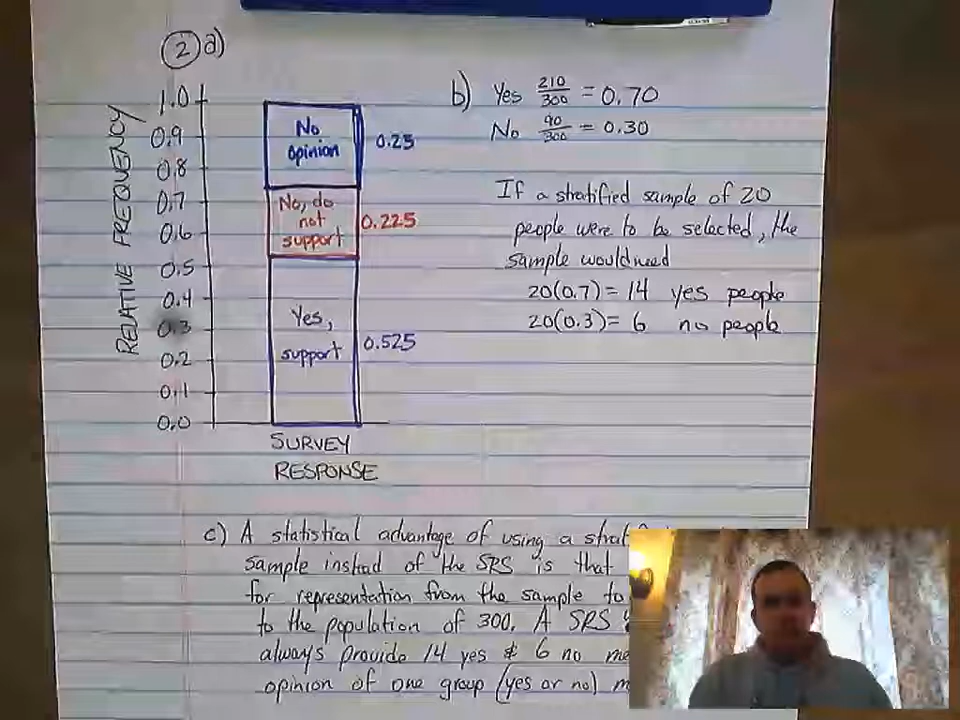 2 a)
1.0
0.9
0.8
0.7
0.6
0.5
0.4
0.3
0.2
0.1
0.0
RELATIVE FREQUENCY
No opinion
0.25
No, do not support
0.225
Yes, support
0.525
SURVEY
RESPONSE
b) Yes 210/300 = 0.70
No 90/300 = 0.30
If a stratified sample of 20
people were to be selected, the
sample would need
20(0.7) = 14 yes people
20(0.3) = 6 no people
c) A statistical advantage of using a
sample instead of the SRS is that
for representation from the sample to
to the population of 300. A SRS
always provide 14 yes & 6 no
opinion of one group (yes or no)